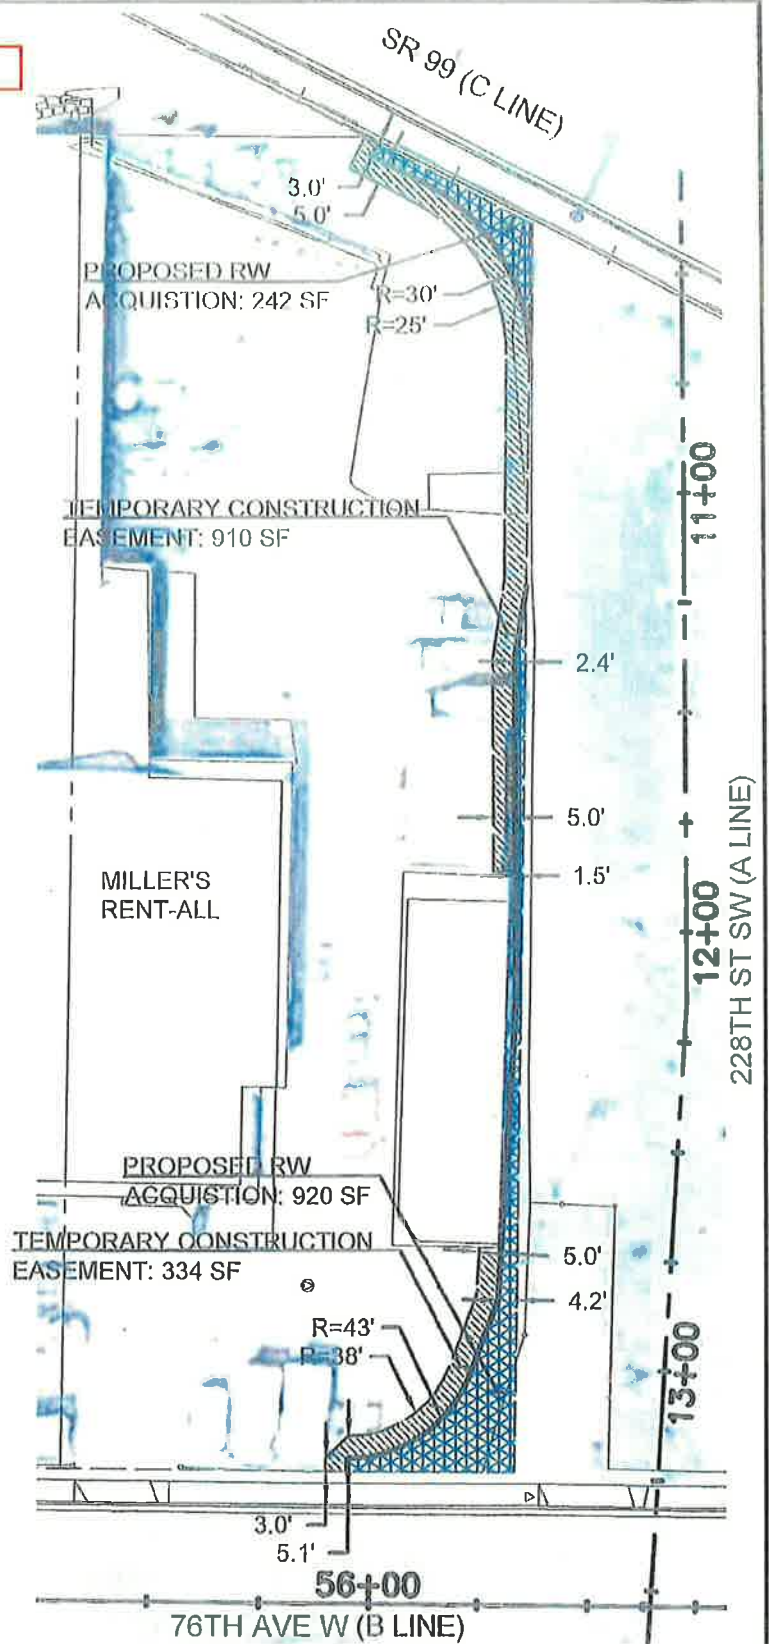 SR 99 (C LINE)
3.0'
5.0'
PROPOSED RW
ACQUISTION: 242 SF
R=30'
R=25'
11+00
TEMPORARY CONSTRUCTION
EASEMENT: 910 SF
2.4'
5.0'
1.5'
MILLER'S
RENT-ALL
12+00
228TH ST SW (A LINE)
PROPOSED RW
ACQUISTION: 920 SF
TEMPORARY CONSTRUCTION
EASEMENT: 334 SF
5.0'
4.2'
R=43'
R=38'
13+00
3.0'
5.1'
56+00
76TH AVE W (B LINE)